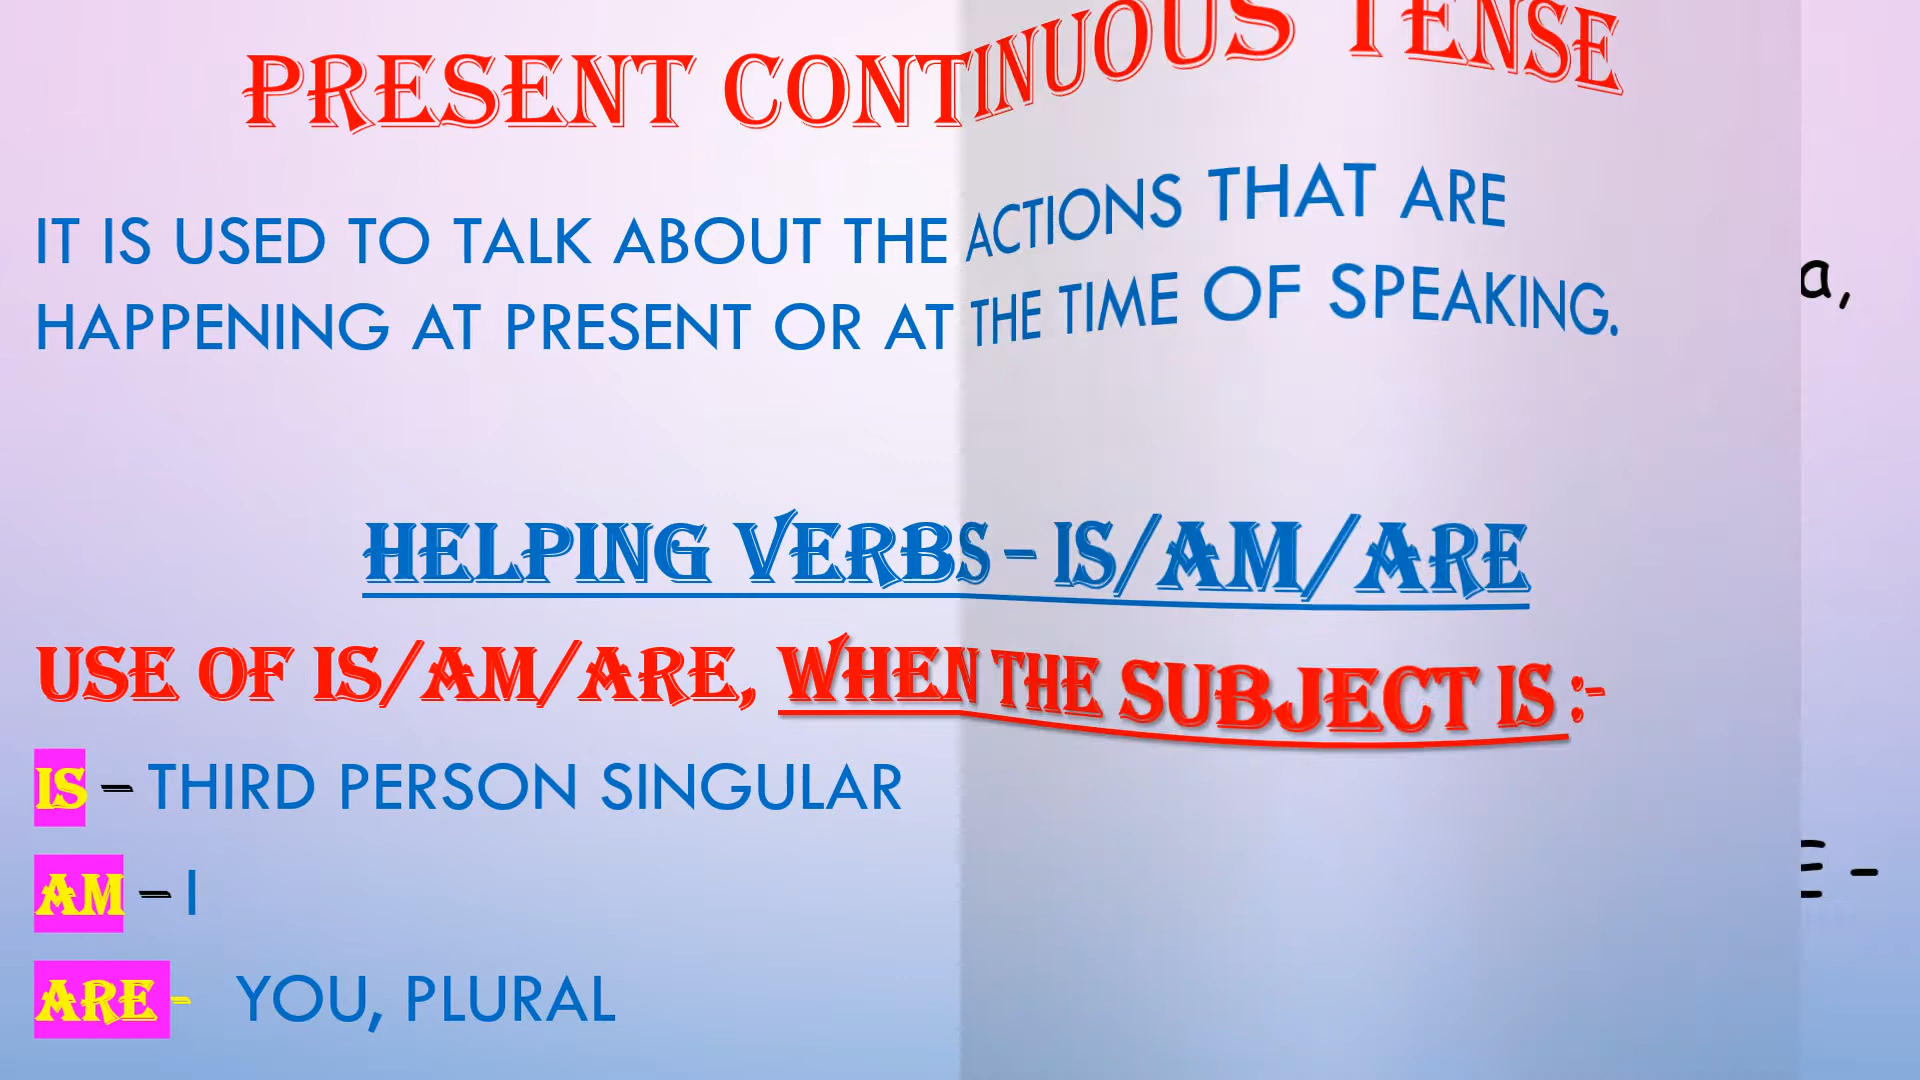 PRESENT CONTINUOUS TENSE
IT IS USED TO TALK ABOUT THE ACTIONS THAT ARE
HAPPENING AT PRESENT OR AT THE TIME OF SPEAKING.
a,
HELPING VERBS – IS/AM/ARE
USE OF IS/AM/ARE, WHEN THE SUBJECT IS :-
IS – THIRD PERSON SINGULAR
AM – I
E -
ARE - YOU, PLURAL